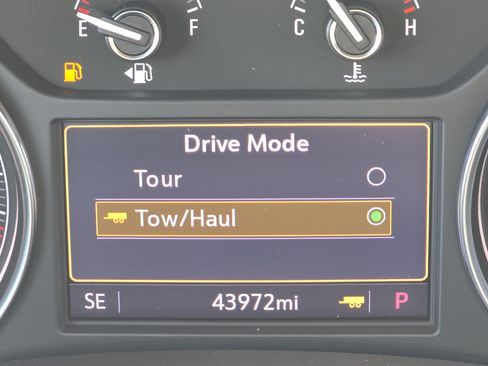 E F C H
Drive Mode
Tour
Tow/Haul
SE 43972mi P